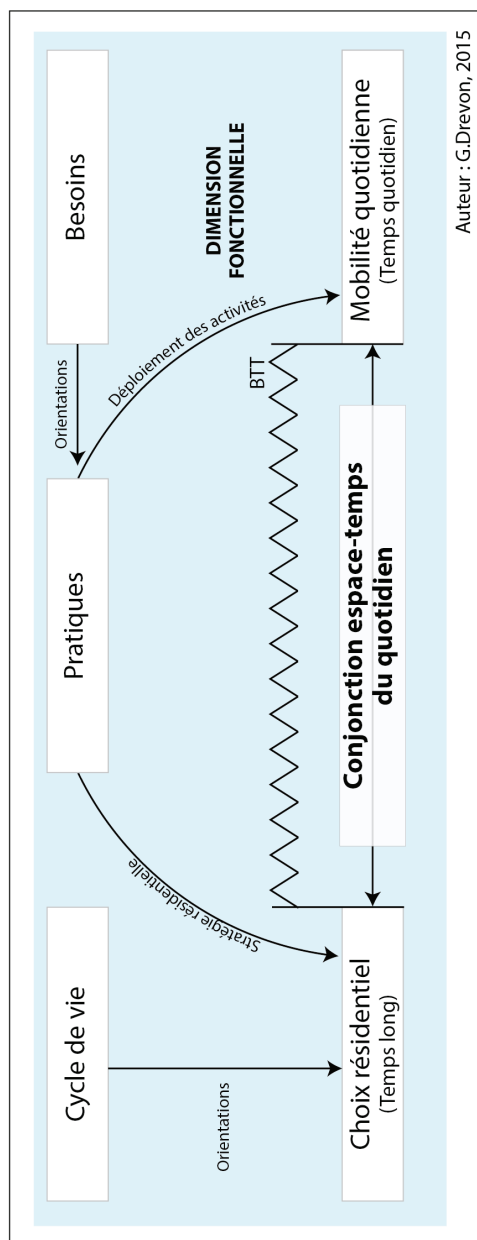 Cycle de vie
Pratiques
Besoins
Orientations
Orientations
Stratégie résidentielle
Déploiement des activités
DIMENSION
FONCTIONNELLE
BTT
Choix résidentiel
(Temps long)
Conjonction espace-temps
du quotidien
Mobilité quotidienne
(Temps quotidien)
Auteur : G.Drevon, 2015